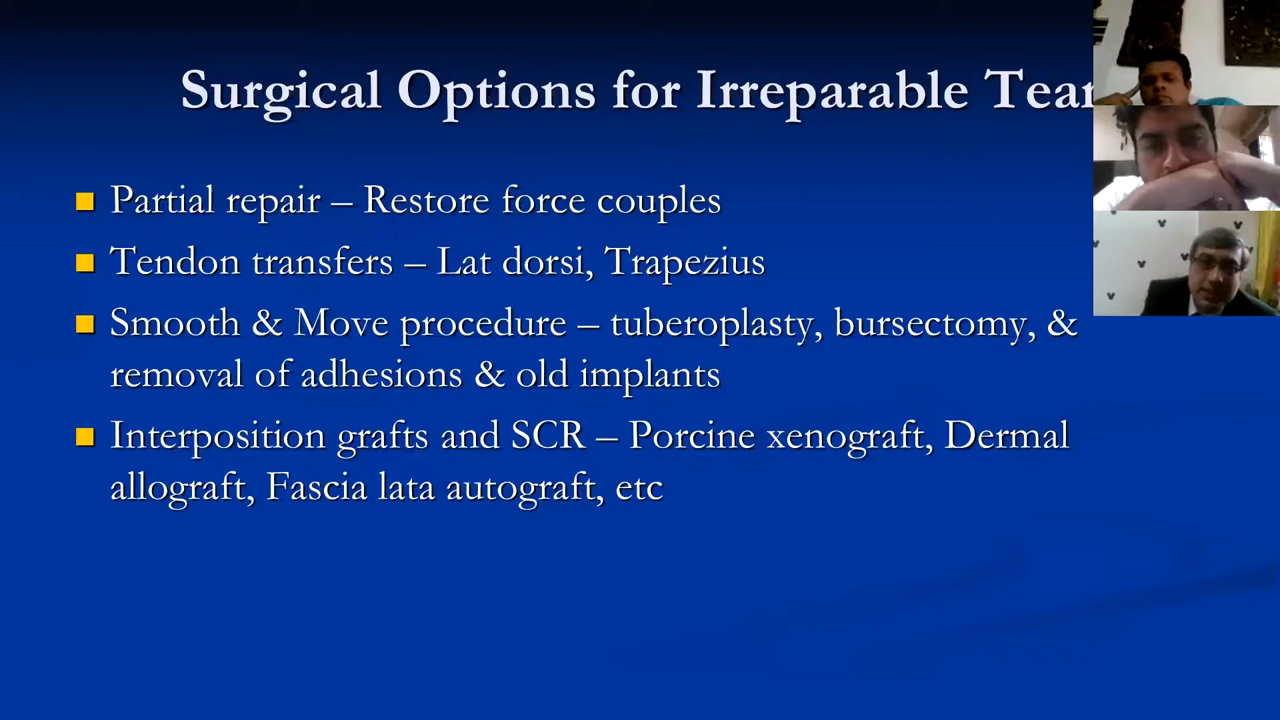 Surgical Options for Irreparable Tear
Partial repair – Restore force couples
Tendon transfers – Lat dorsi, Trapezius
Smooth & Move procedure – tuberoplasty, bursectomy, &
removal of adhesions & old implants
Interposition grafts and SCR – Porcine xenograft, Dermal
allograft, Fascia lata autograft, etc